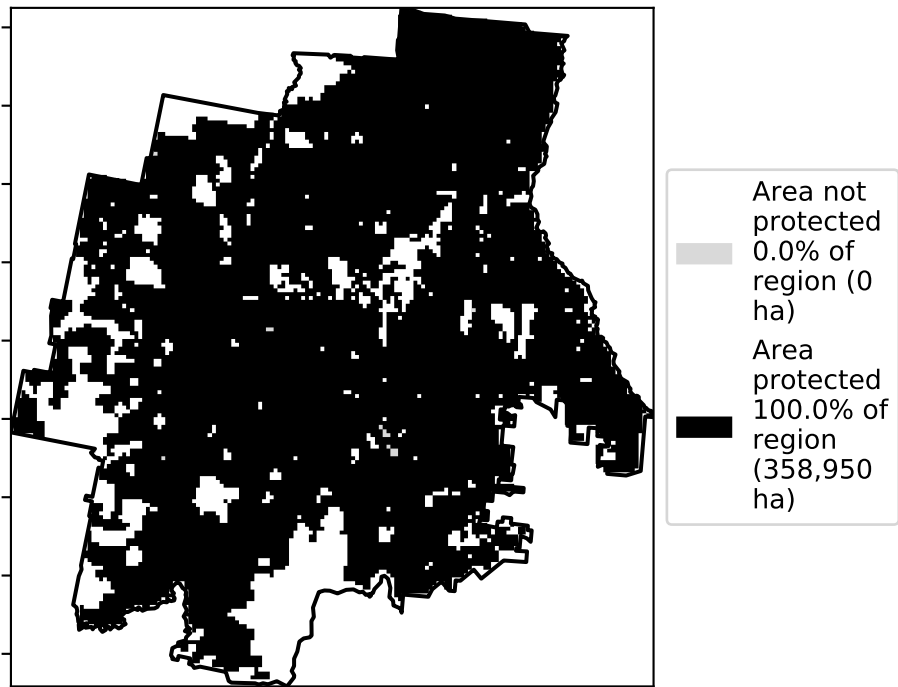 Area not
protected
0.0% of
region (0
ha)
Area
protected
100.0% of
region
(358,950
ha)